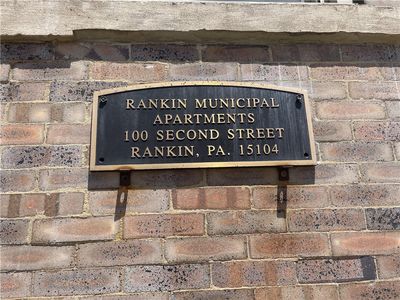 RANKIN MUNICIPAL
APARTMENTS
100 SECOND STREET
RANKIN, PA. 15104